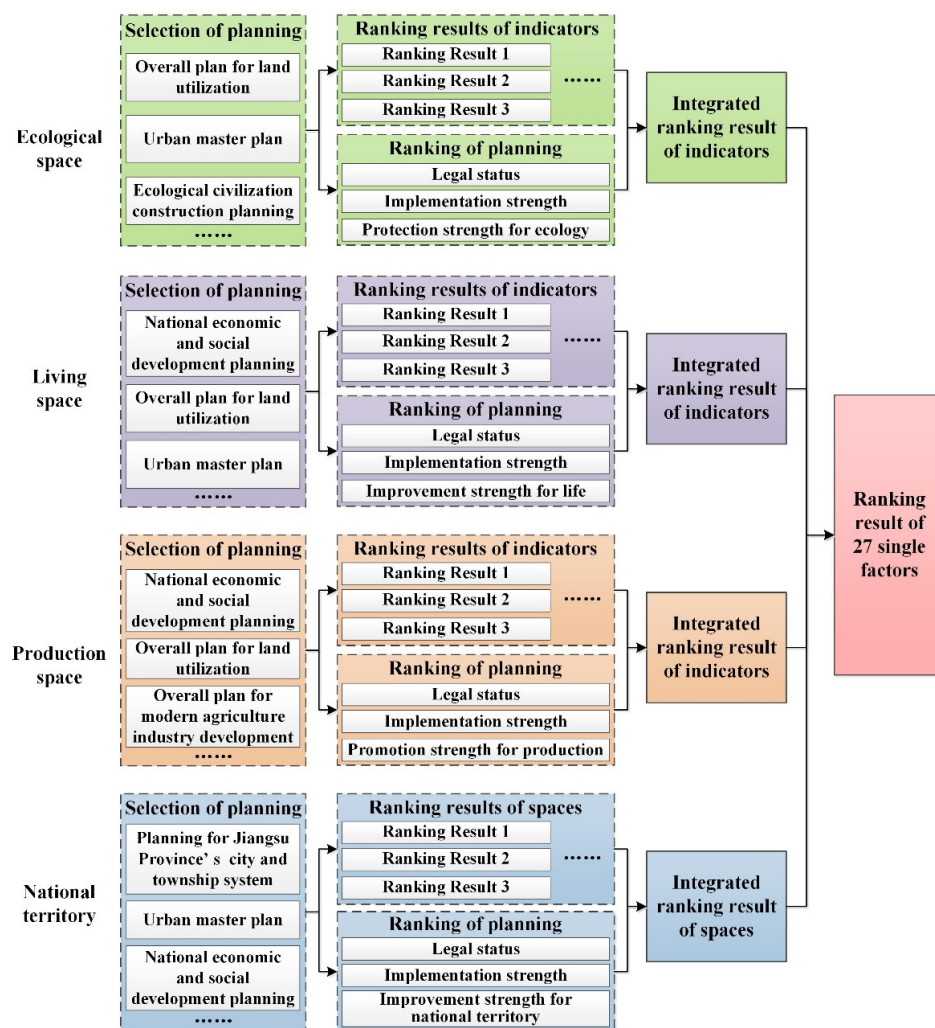 Selection of planning
Overall plan for land
utilization
Urban master plan
Ecological civilization
construction planning
......
Ecological
space
Ranking results of indicators
Ranking Result 1
Ranking Result 2
Ranking Result 3
......
Ranking of planning
Legal status
Implementation strength
Protection strength for ecology
Integrated
ranking result
of indicators
Selection of planning
National economic
and social
development planning
Overall plan for land
utilization
Urban master plan
......
Living
space
Ranking results of indicators
Ranking Result 1
Ranking Result 2
Ranking Result 3
......
Ranking of planning
Legal status
Implementation strength
Improvement strength for life
Integrated
ranking result
of indicators
Selection of planning
National economic
and social
development planning
Overall plan for land
utilization
Overall plan for
modern agriculture
industry development
......
Production
space
Ranking results of indicators
Ranking Result 1
Ranking Result 2
Ranking Result 3
......
Ranking of planning
Legal status
Implementation strength
Promotion strength for production
Integrated
ranking result
of indicators
Selection of planning
Planning for Jiangsu
Province’ s city and
township system
Urban master plan
National economic
and social
development planning
......
National
territory
Ranking results of spaces
Ranking Result 1
Ranking Result 2
Ranking Result 3
......
Ranking of planning
Legal status
Implementation strength
Improvement strength for
national territory
Integrated
ranking result
of spaces
Ranking
result of
27 single
factors